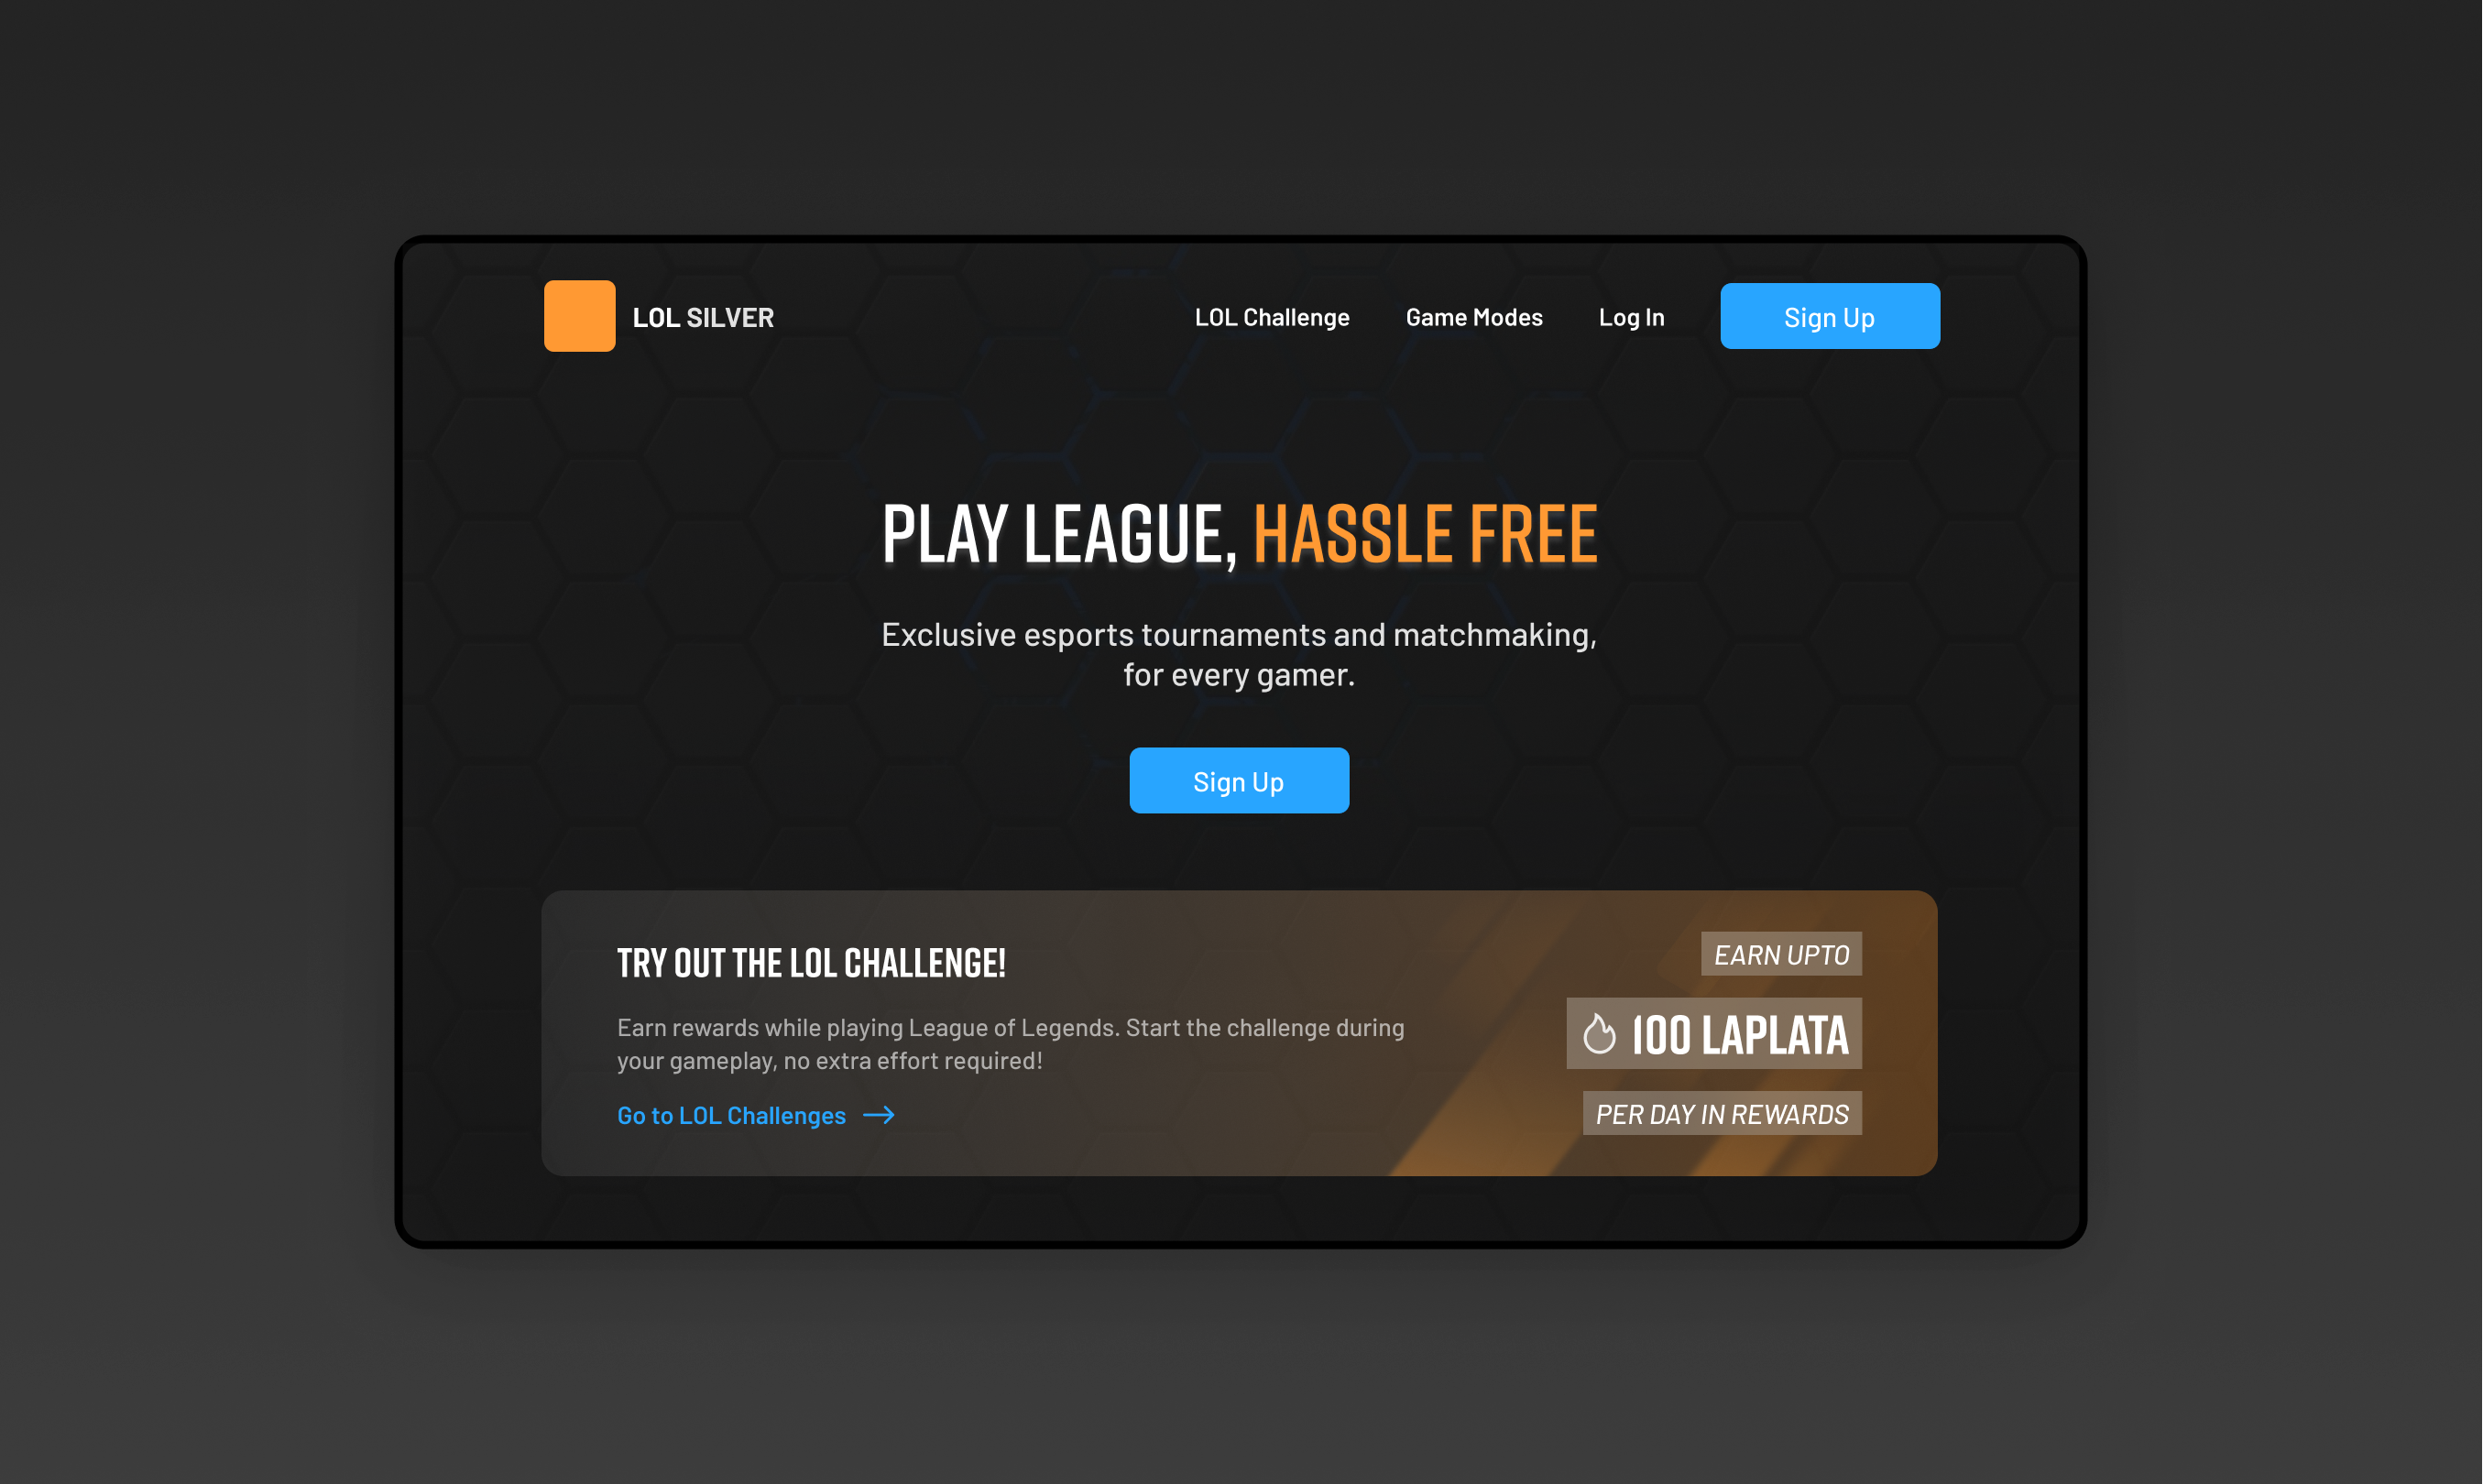 LOL SILVER
LOL Challenge
Game Modes
Log In
Sign Up
PLAY LEAGUE, HASSLE FREE
Exclusive esports tournaments and matchmaking,
for every gamer.
Sign Up
TRY OUT THE LOL CHALLENGE!
Earn rewards while playing League of Legends. Start the challenge during
your gameplay, no extra effort required!
Go to LOL Challenges
EARN UPTO
100 LAPLATA
PER DAY IN REWARDS